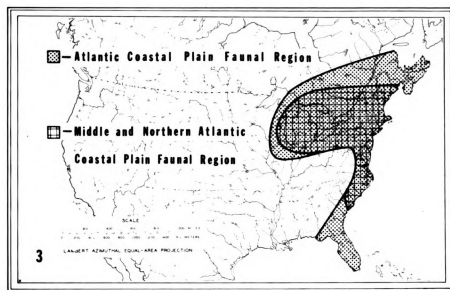 Atlantic Coastal Plain Faunal Region
Middle and Northern Atlantic
Coastal Plain Faunal Region
SCALE
3
LAMBERT AZIMUTHAL EQUAL-AREA PROJECTION